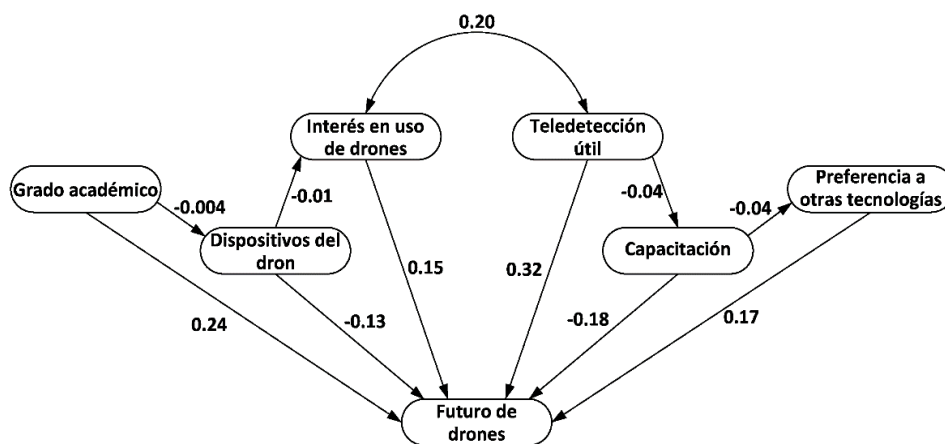 0.20
Interés en uso
de drones
Teledetección
útil
Grado académico
Preferencia a
otras tecnologías
-0.004
-0.01
-0.04
-0.04
Dispositivos del
dron
Capacitación
0.15
0.32
0.24
-0.13
-0.18
0.17
Futuro de
drones